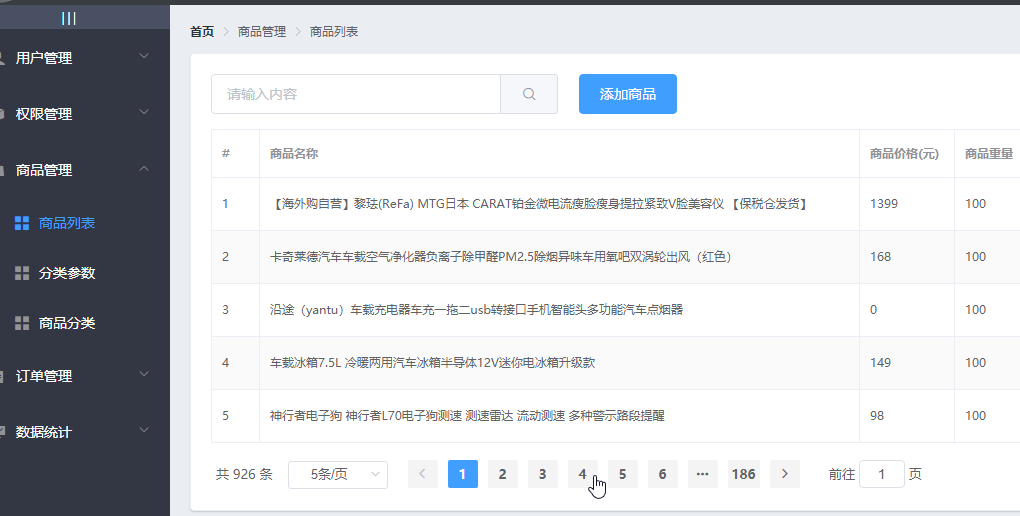 |||
首页 > 商品管理 > 商品列表
用户管理
权限管理
商品管理
商品列表
分类参数
商品分类
订单管理
数据统计
请输入内容 添加商品
# 商品名称 商品价格(元) 商品重量
1 【海外购自营】黎珐(ReFa) MTG日本 CARAT铂金微电流瘦脸瘦身提拉紧致V脸美容仪 【保税仓发货】 1399 100
2 卡奇莱德汽车车载空气净化器负离子除甲醛PM2.5除烟异味车用氧吧双涡轮出风（红色） 168 100
3 沿途（yantu）车载充电器车充一拖二usb转接口手机智能头多功能汽车点烟器 0 100
4 车载冰箱7.5L 冷暖两用汽车冰箱半导体12V迷你电冰箱升级款 149 100
5 神行者电子狗 神行者L70电子狗测速 测速雷达 流动测速 多种警示路段提醒 98 100
共 926 条 5条/页 < 1 2 3 4 5 6 ··· 186 > 前往 1 页